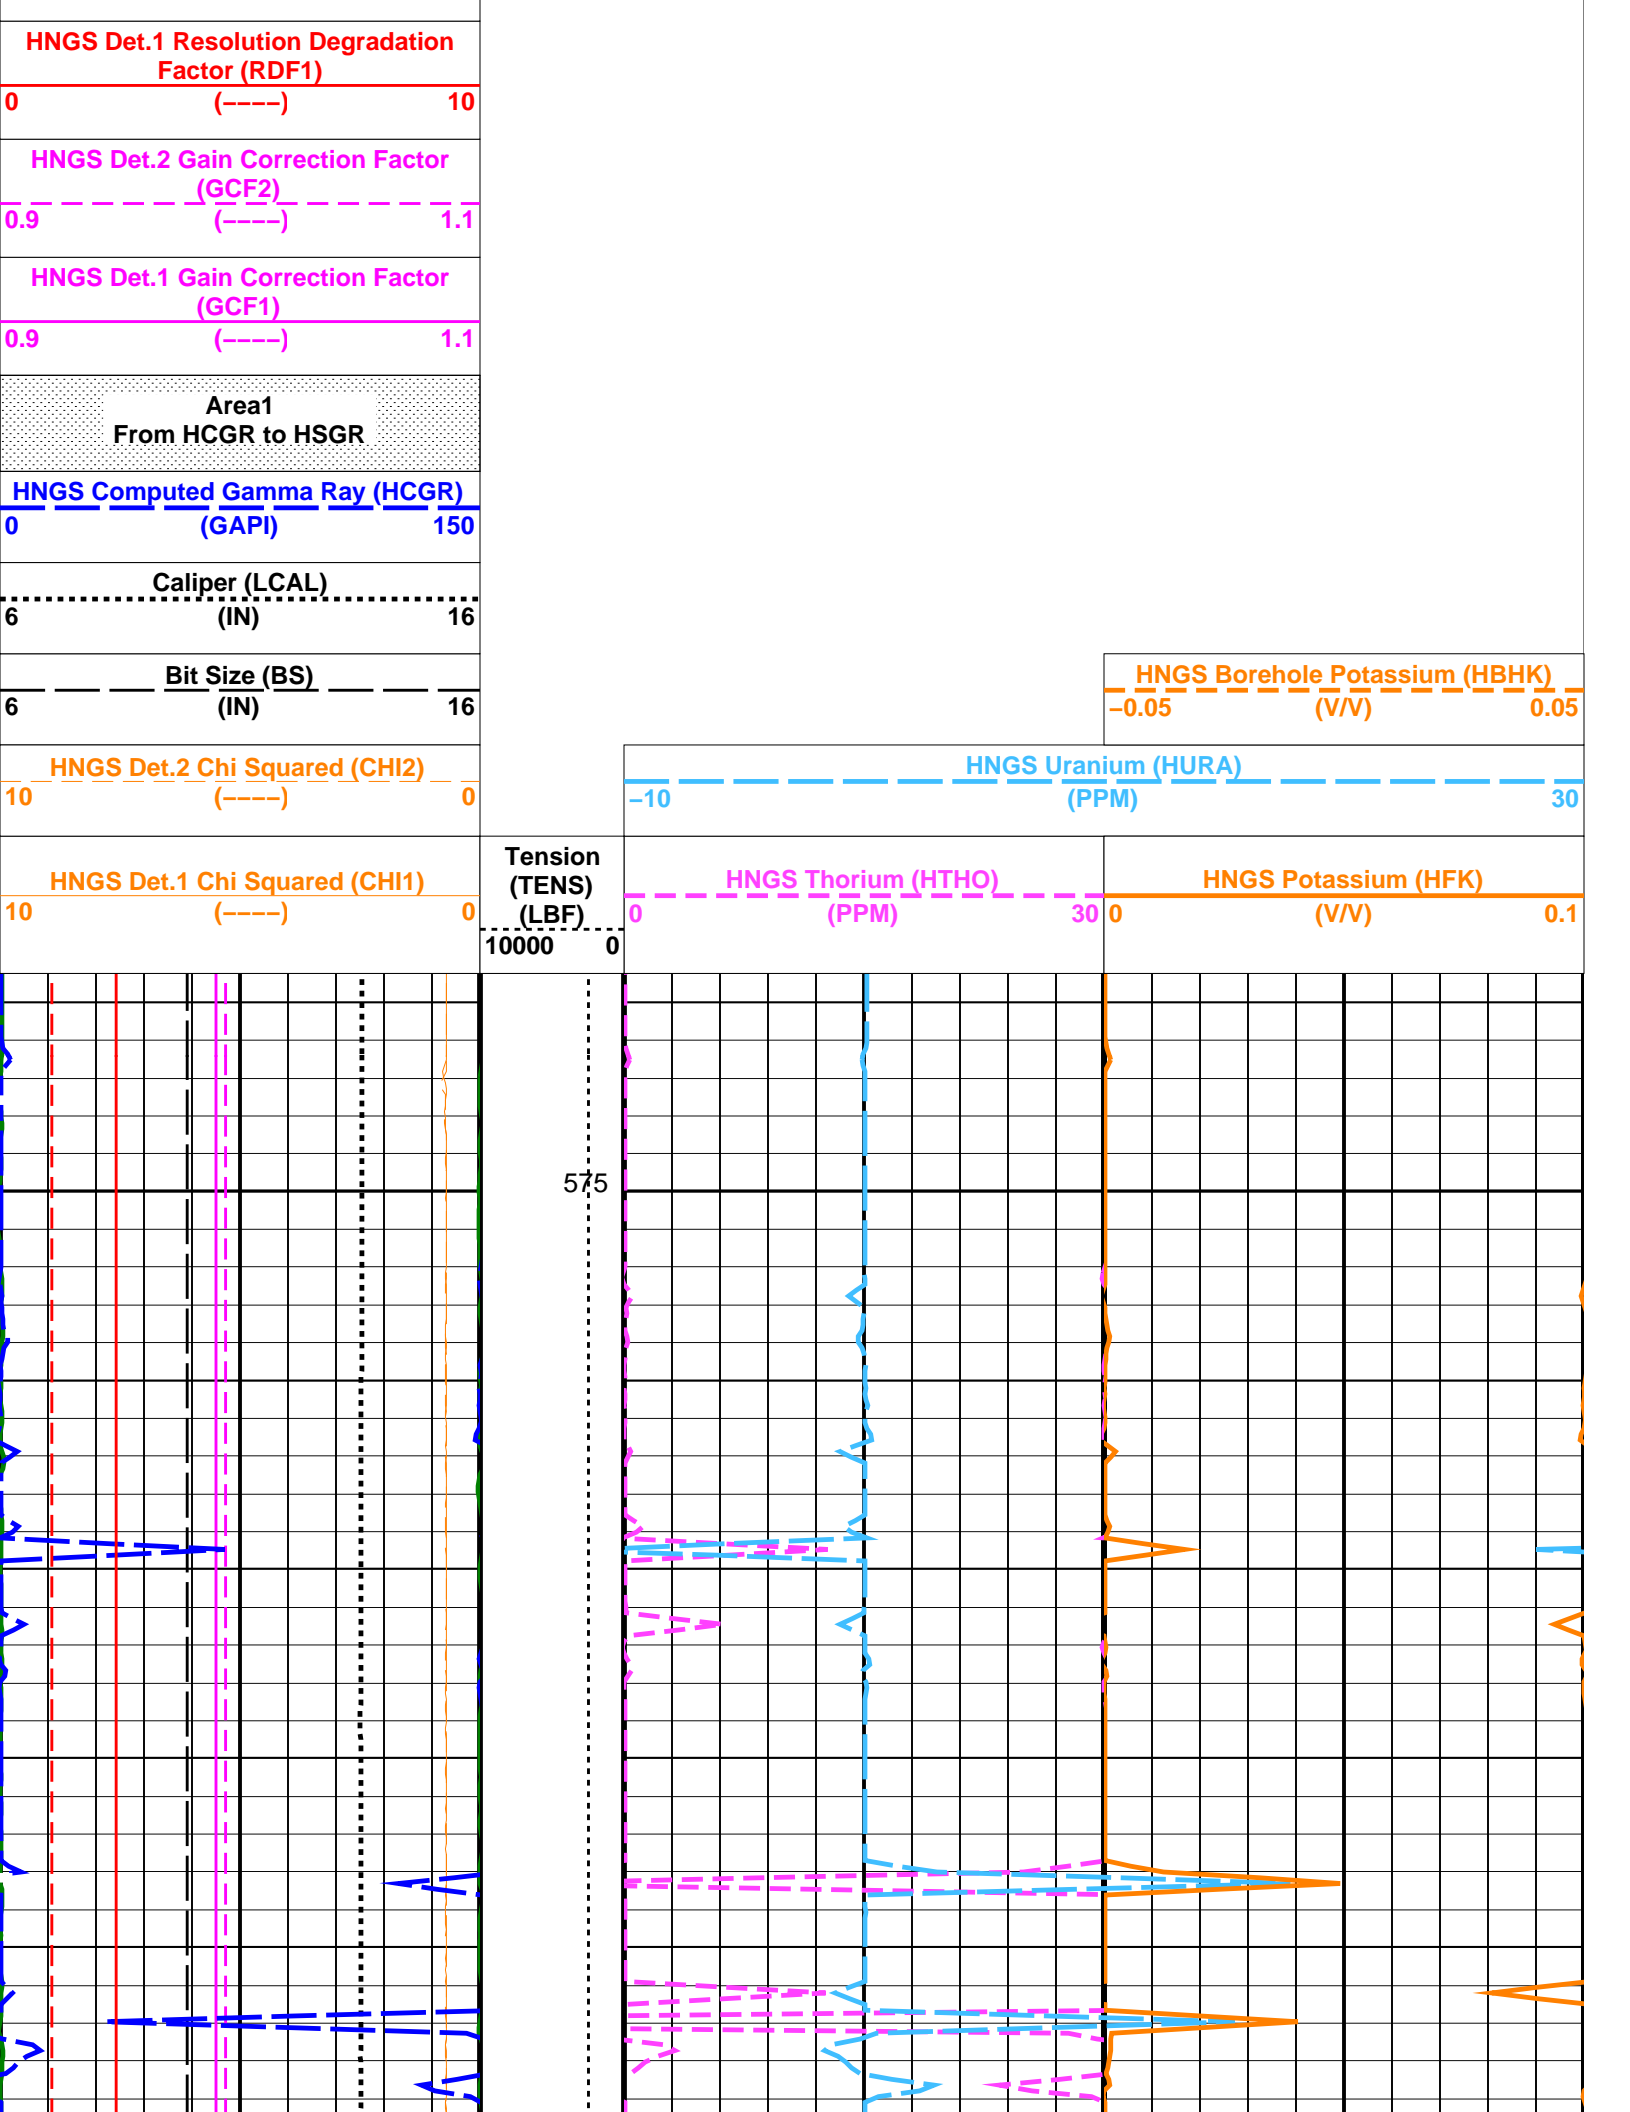 HNGS Det.1 Resolution Degradation
Factor (RDF1)
0 (----) 10
HNGS Det.2 Gain Correction Factor
(GCF2)
0.9 (----) 1.1
HNGS Det.1 Gain Correction Factor
(GCF1)
0.9 (----) 1.1
Area1
From HCGR to HSGR
HNGS Computed Gamma Ray (HCGR)
0 (GAPI) 150
Caliper (LCAL)
6 (IN) 16
Bit Size (BS)
6 (IN) 16
HNGS Borehole Potassium (HBHK)
−0.05 (V/V) 0.05
HNGS Det.2 Chi Squared (CHI2)
10 (----) 0
HNGS Uranium (HURA)
−10 (PPM) 30
HNGS Det.1 Chi Squared (CHI1)
10 (----) 0
Tension
(TENS)
(LBF)
10000 0
HNGS Thorium (HTHO)
0 (PPM) 30
HNGS Potassium (HFK)
0 (V/V) 0.1
575